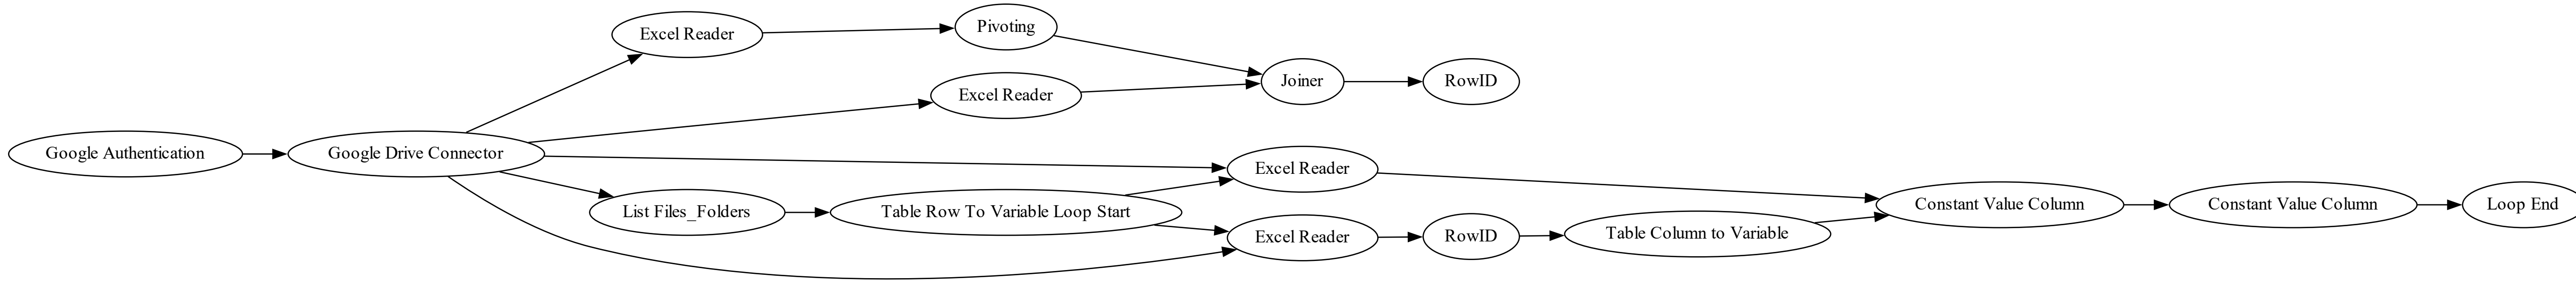 Excel Reader
Pivoting
Excel Reader
Joiner
RowID
Google Authentication
Google Drive Connector
Excel Reader
List Files_Folders
Table Row To Variable Loop Start
Constant Value Column
Constant Value Column
Loop End
Excel Reader
RowID
Table Column to Variable